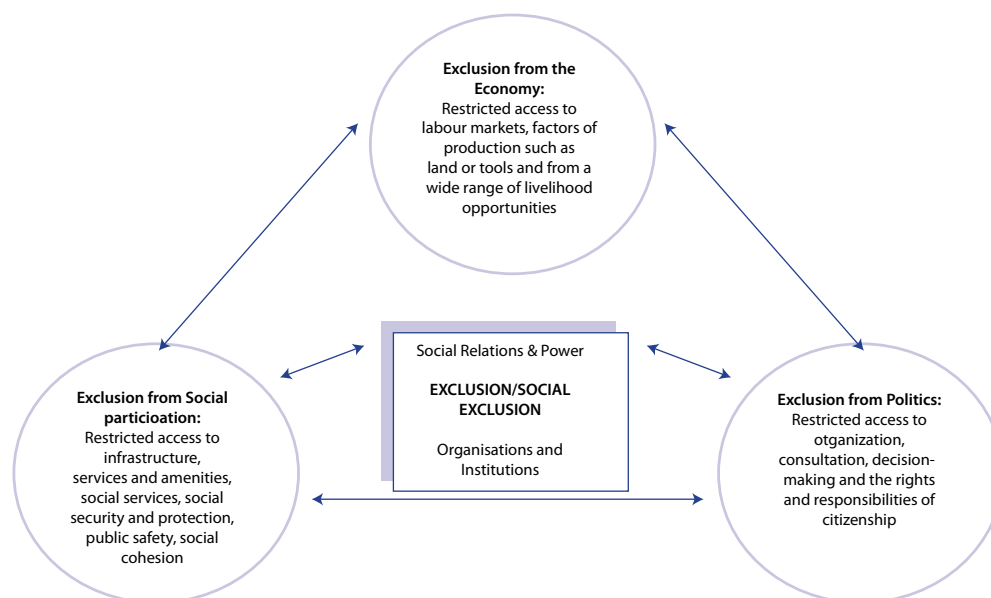 Exclusion from the
Economy:
Restricted access to
labour markets, factors of
production such as
land or tools and from a
wide range of livelihood
opportunities
Social Relations & Power
EXCLUSION/SOCIAL
EXCLUSION
Organisations and
Institutions
Exclusion from Social
particioation:
Restricted access to
infrastructure,
services and amenities,
social services, social
security and protection,
public safety, social
cohesion
Exclusion from Politics:
Restricted access to
otganization,
consultation, decision-
making and the rights
and responsibilities of
citizenship